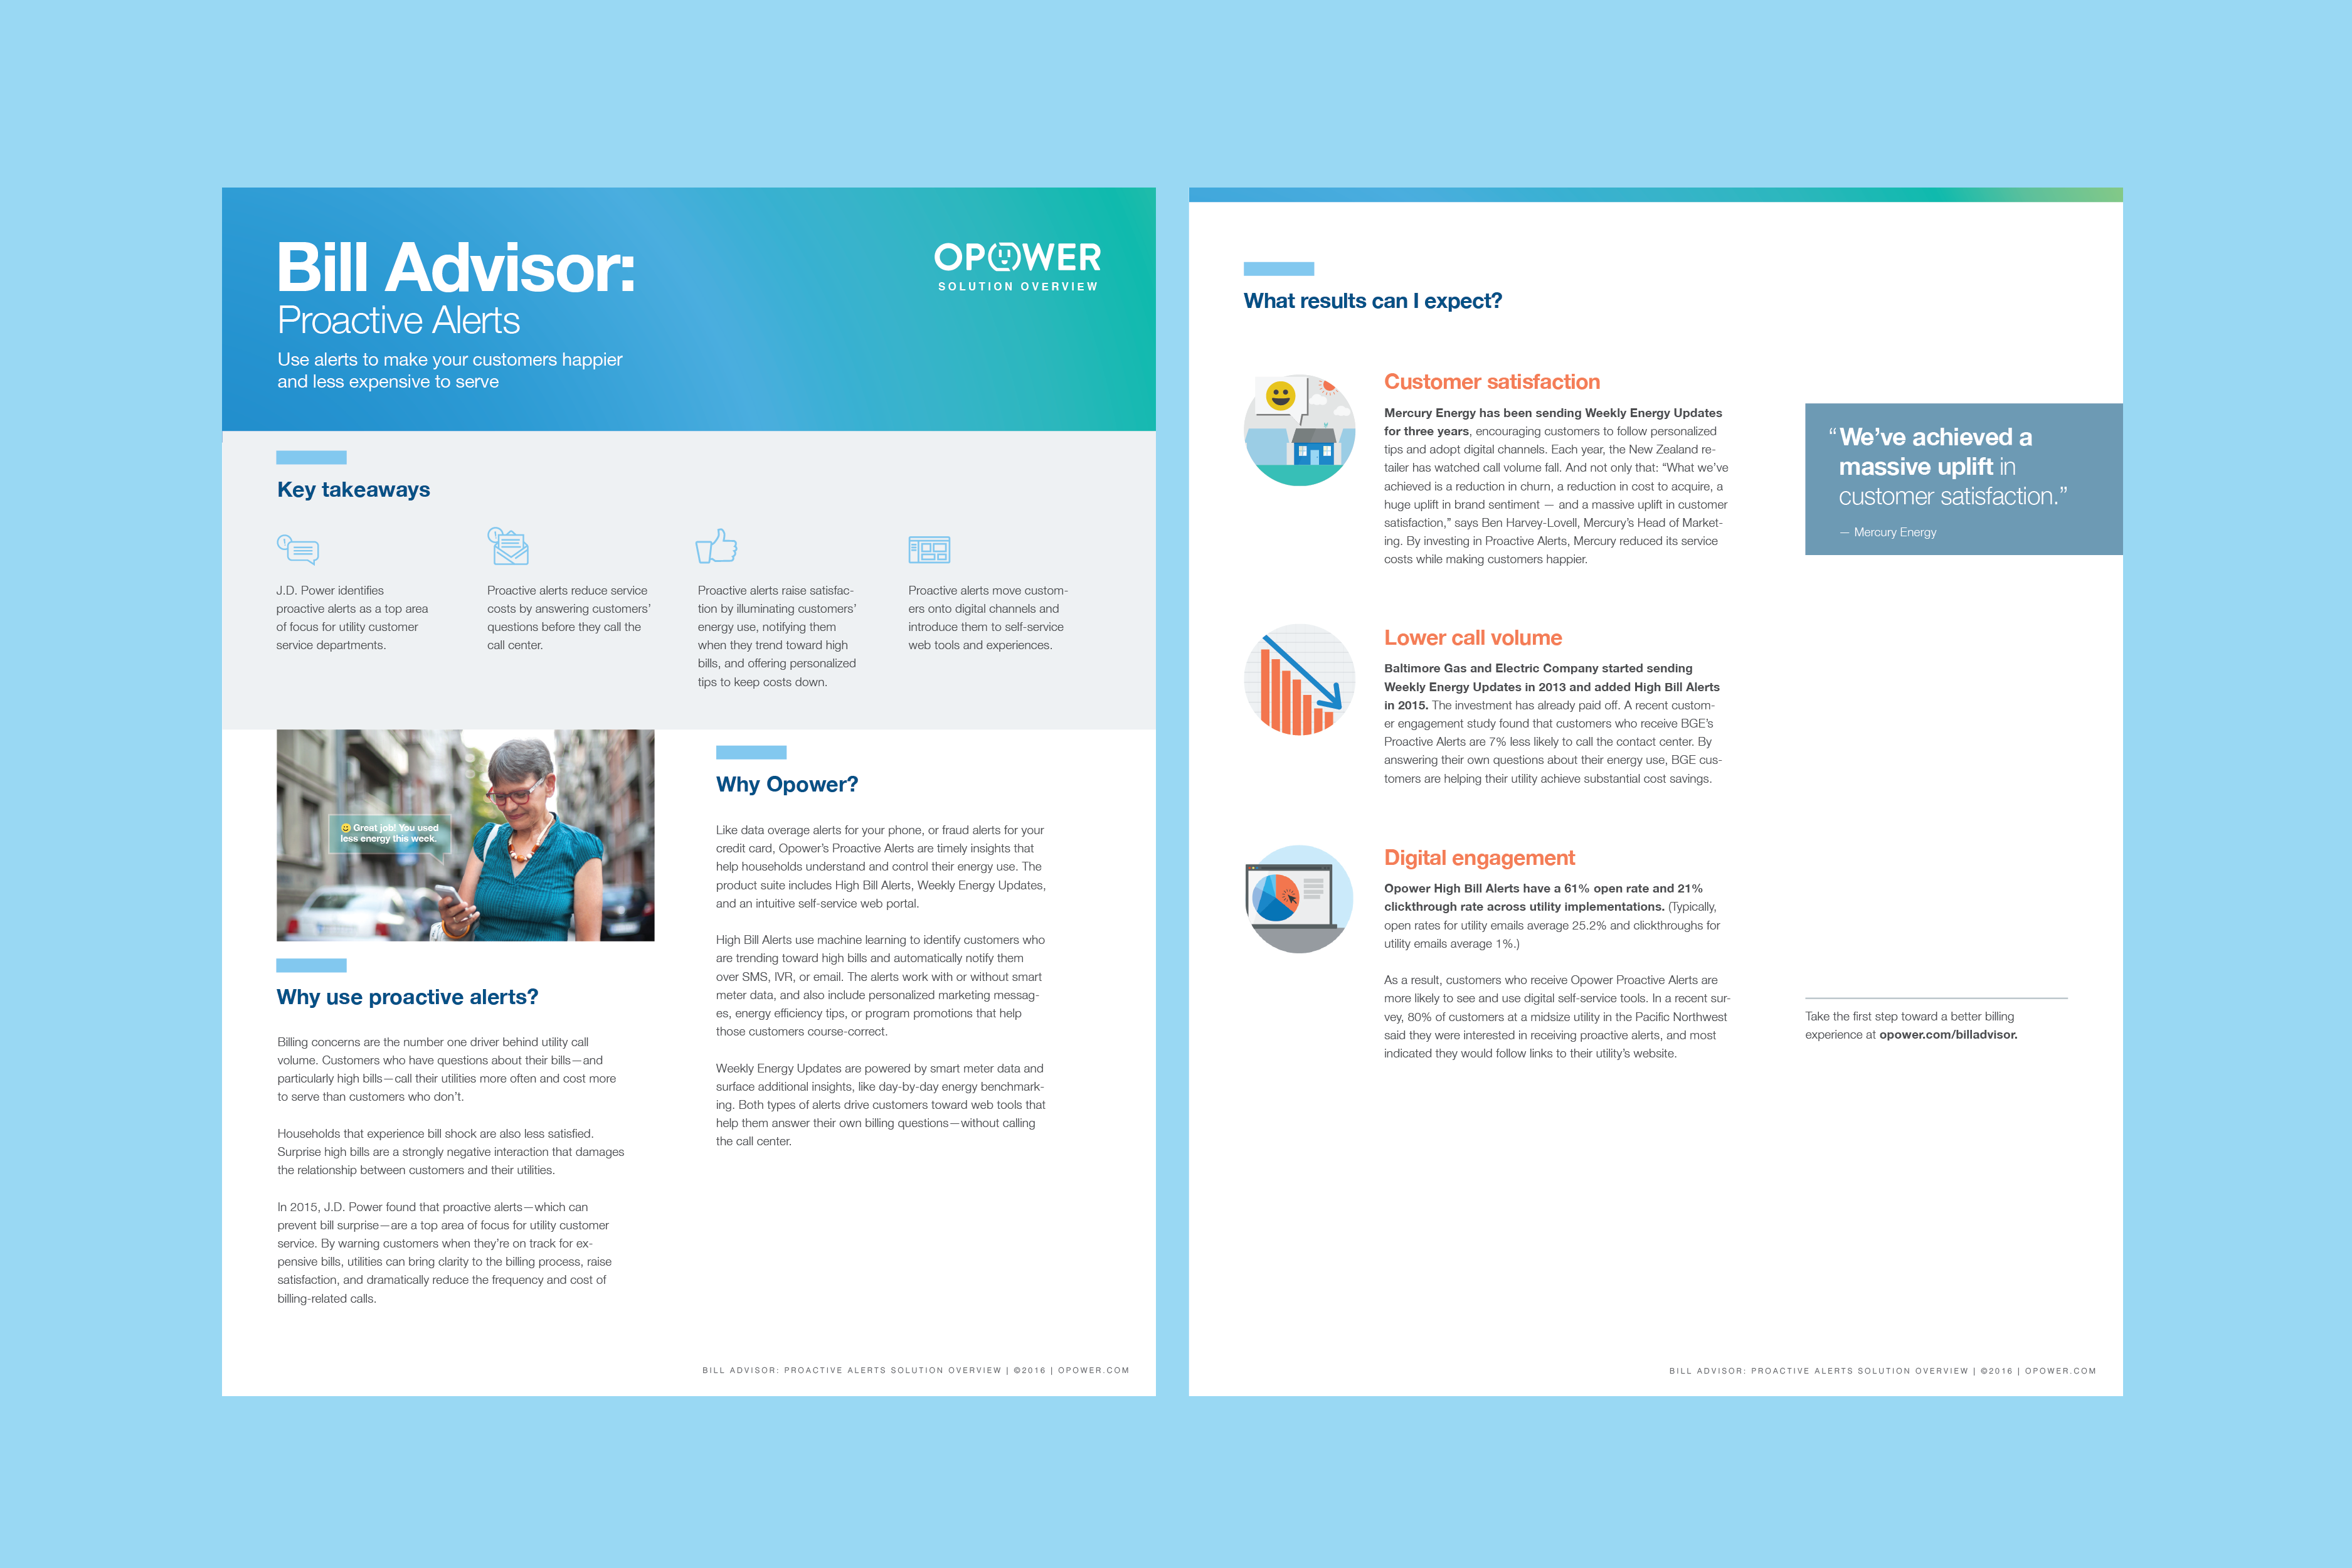 Bill Advisor:
Proactive Alerts
Use alerts to make your customers happier
and less expensive to serve
OPOWER
SOLUTION OVERVIEW
Key takeaways
J.D. Power identifies
proactive alerts as a top area
of focus for utility customer
service departments.
Proactive alerts reduce service
costs by answering customers’
questions before they call the
call center.
Proactive alerts raise satisfac-
tion by illuminating customers’
energy use, notifying them
when they trend toward high
bills, and offering personalized
tips to keep costs down.
Proactive alerts move custom-
ers onto digital channels and
introduce them to self-service
web tools and experiences.
😀 Great job! You used
less energy this week.
Why use proactive alerts?
Billing concerns are the number one driver behind utility call
volume. Customers who have questions about their bills—and
particularly high bills—call their utilities more often and cost more
to serve than customers who don’t.
Households that experience bill shock are also less satisfied.
Surprise high bills are a strongly negative interaction that damages
the relationship between customers and their utilities.
In 2015, J.D. Power found that proactive alerts—which can
prevent bill surprise—are a top area of focus for utility customer
service. By warning customers when they’re on track for ex-
pensive bills, utilities can bring clarity to the billing process, raise
satisfaction, and dramatically reduce the frequency and cost of
billing-related calls.
Why Opower?
Like data overage alerts for your phone, or fraud alerts for your
credit card, Opower’s Proactive Alerts are timely insights that
help households understand and control their energy use. The
product suite includes High Bill Alerts, Weekly Energy Updates,
and an intuitive self-service web portal.
High Bill Alerts use machine learning to identify customers who
are trending toward high bills and automatically notify them
over SMS, IVR, or email. The alerts work with or without smart
meter data, and also include personalized marketing messag-
es, energy efficiency tips, or program promotions that help
those customers course-correct.
Weekly Energy Updates are powered by smart meter data and
surface additional insights, like day-by-day energy benchmark-
ing. Both types of alerts drive customers toward web tools that
help them answer their own billing questions—without calling
the call center.
BILL ADVISOR: PROACTIVE ALERTS SOLUTION OVERVIEW | ©2016 | OPOWER.COM
What results can I expect?
Customer satisfaction
Mercury Energy has been sending Weekly Energy Updates
for three years, encouraging customers to follow personalized
tips and adopt digital channels. Each year, the New Zealand re-
tailer has watched call volume fall. And not only that: “What we’ve
achieved is a reduction in churn, a reduction in cost to acquire, a
huge uplift in brand sentiment — and a massive uplift in customer
satisfaction,” says Ben Harvey-Lovell, Mercury’s Head of Market-
ing. By investing in Proactive Alerts, Mercury reduced its service
costs while making customers happier.
“We’ve achieved a
massive uplift in
customer satisfaction.”
— Mercury Energy
Lower call volume
Baltimore Gas and Electric Company started sending
Weekly Energy Updates in 2013 and added High Bill Alerts
in 2015. The investment has already paid off. A recent custom-
er engagement study found that customers who receive BGE’s
Proactive Alerts are 7% less likely to call the contact center. By
answering their own questions about their energy use, BGE cus-
tomers are helping their utility achieve substantial cost savings.
Digital engagement
Opower High Bill Alerts have a 61% open rate and 21%
clickthrough rate across utility implementations. (Typically,
open rates for utility emails average 25.2% and clickthroughs for
utility emails average 1%.)
As a result, customers who receive Opower Proactive Alerts are
more likely to see and use digital self-service tools. In a recent sur-
vey, 80% of customers at a midsize utility in the Pacific Northwest
said they were interested in receiving proactive alerts, and most
indicated they would follow links to their utility’s website.
Take the first step toward a better billing
experience at opower.com/billadvisor.
BILL ADVISOR: PROACTIVE ALERTS SOLUTION OVERVIEW | ©2016 | OPOWER.COM